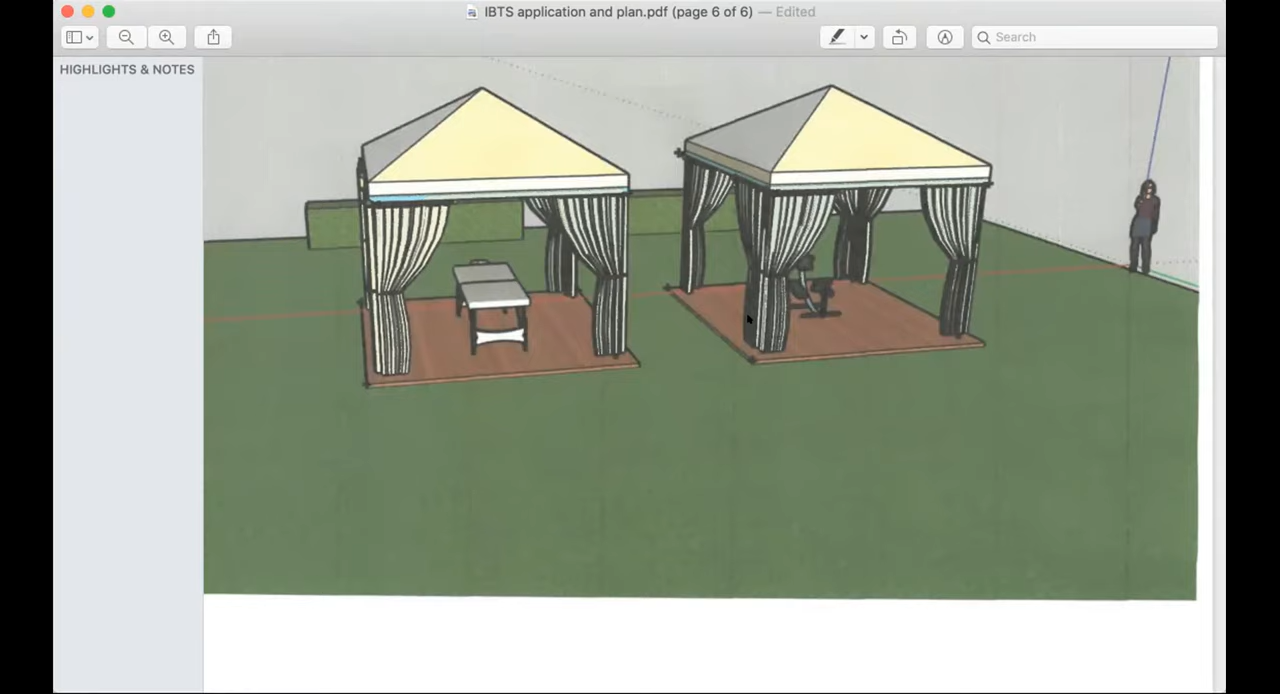 IBTS application and plan.pdf (page 6 of 6) — Edited
Search
HIGHLIGHTS & NOTES